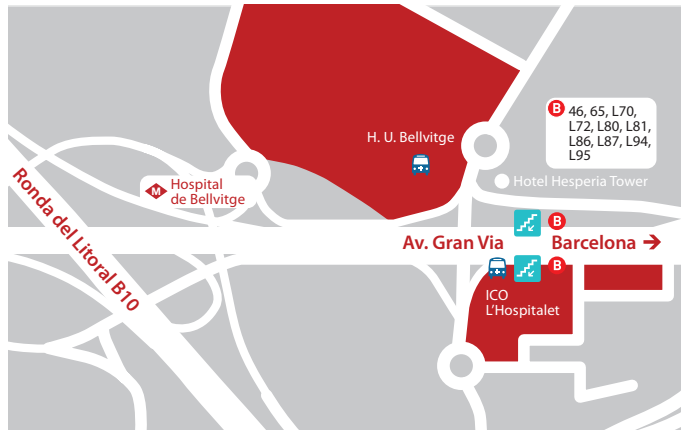 H. U. Bellvitge
B 46, 65, L70,
L72, L80, L81,
L86, L87, L94,
L95
M Hospital
de Bellvitge
Hotel Hesperia Tower
Ronda del Litoral B10
B
Av. Gran Via Barcelona →
B
ICO
L'Hospitalet